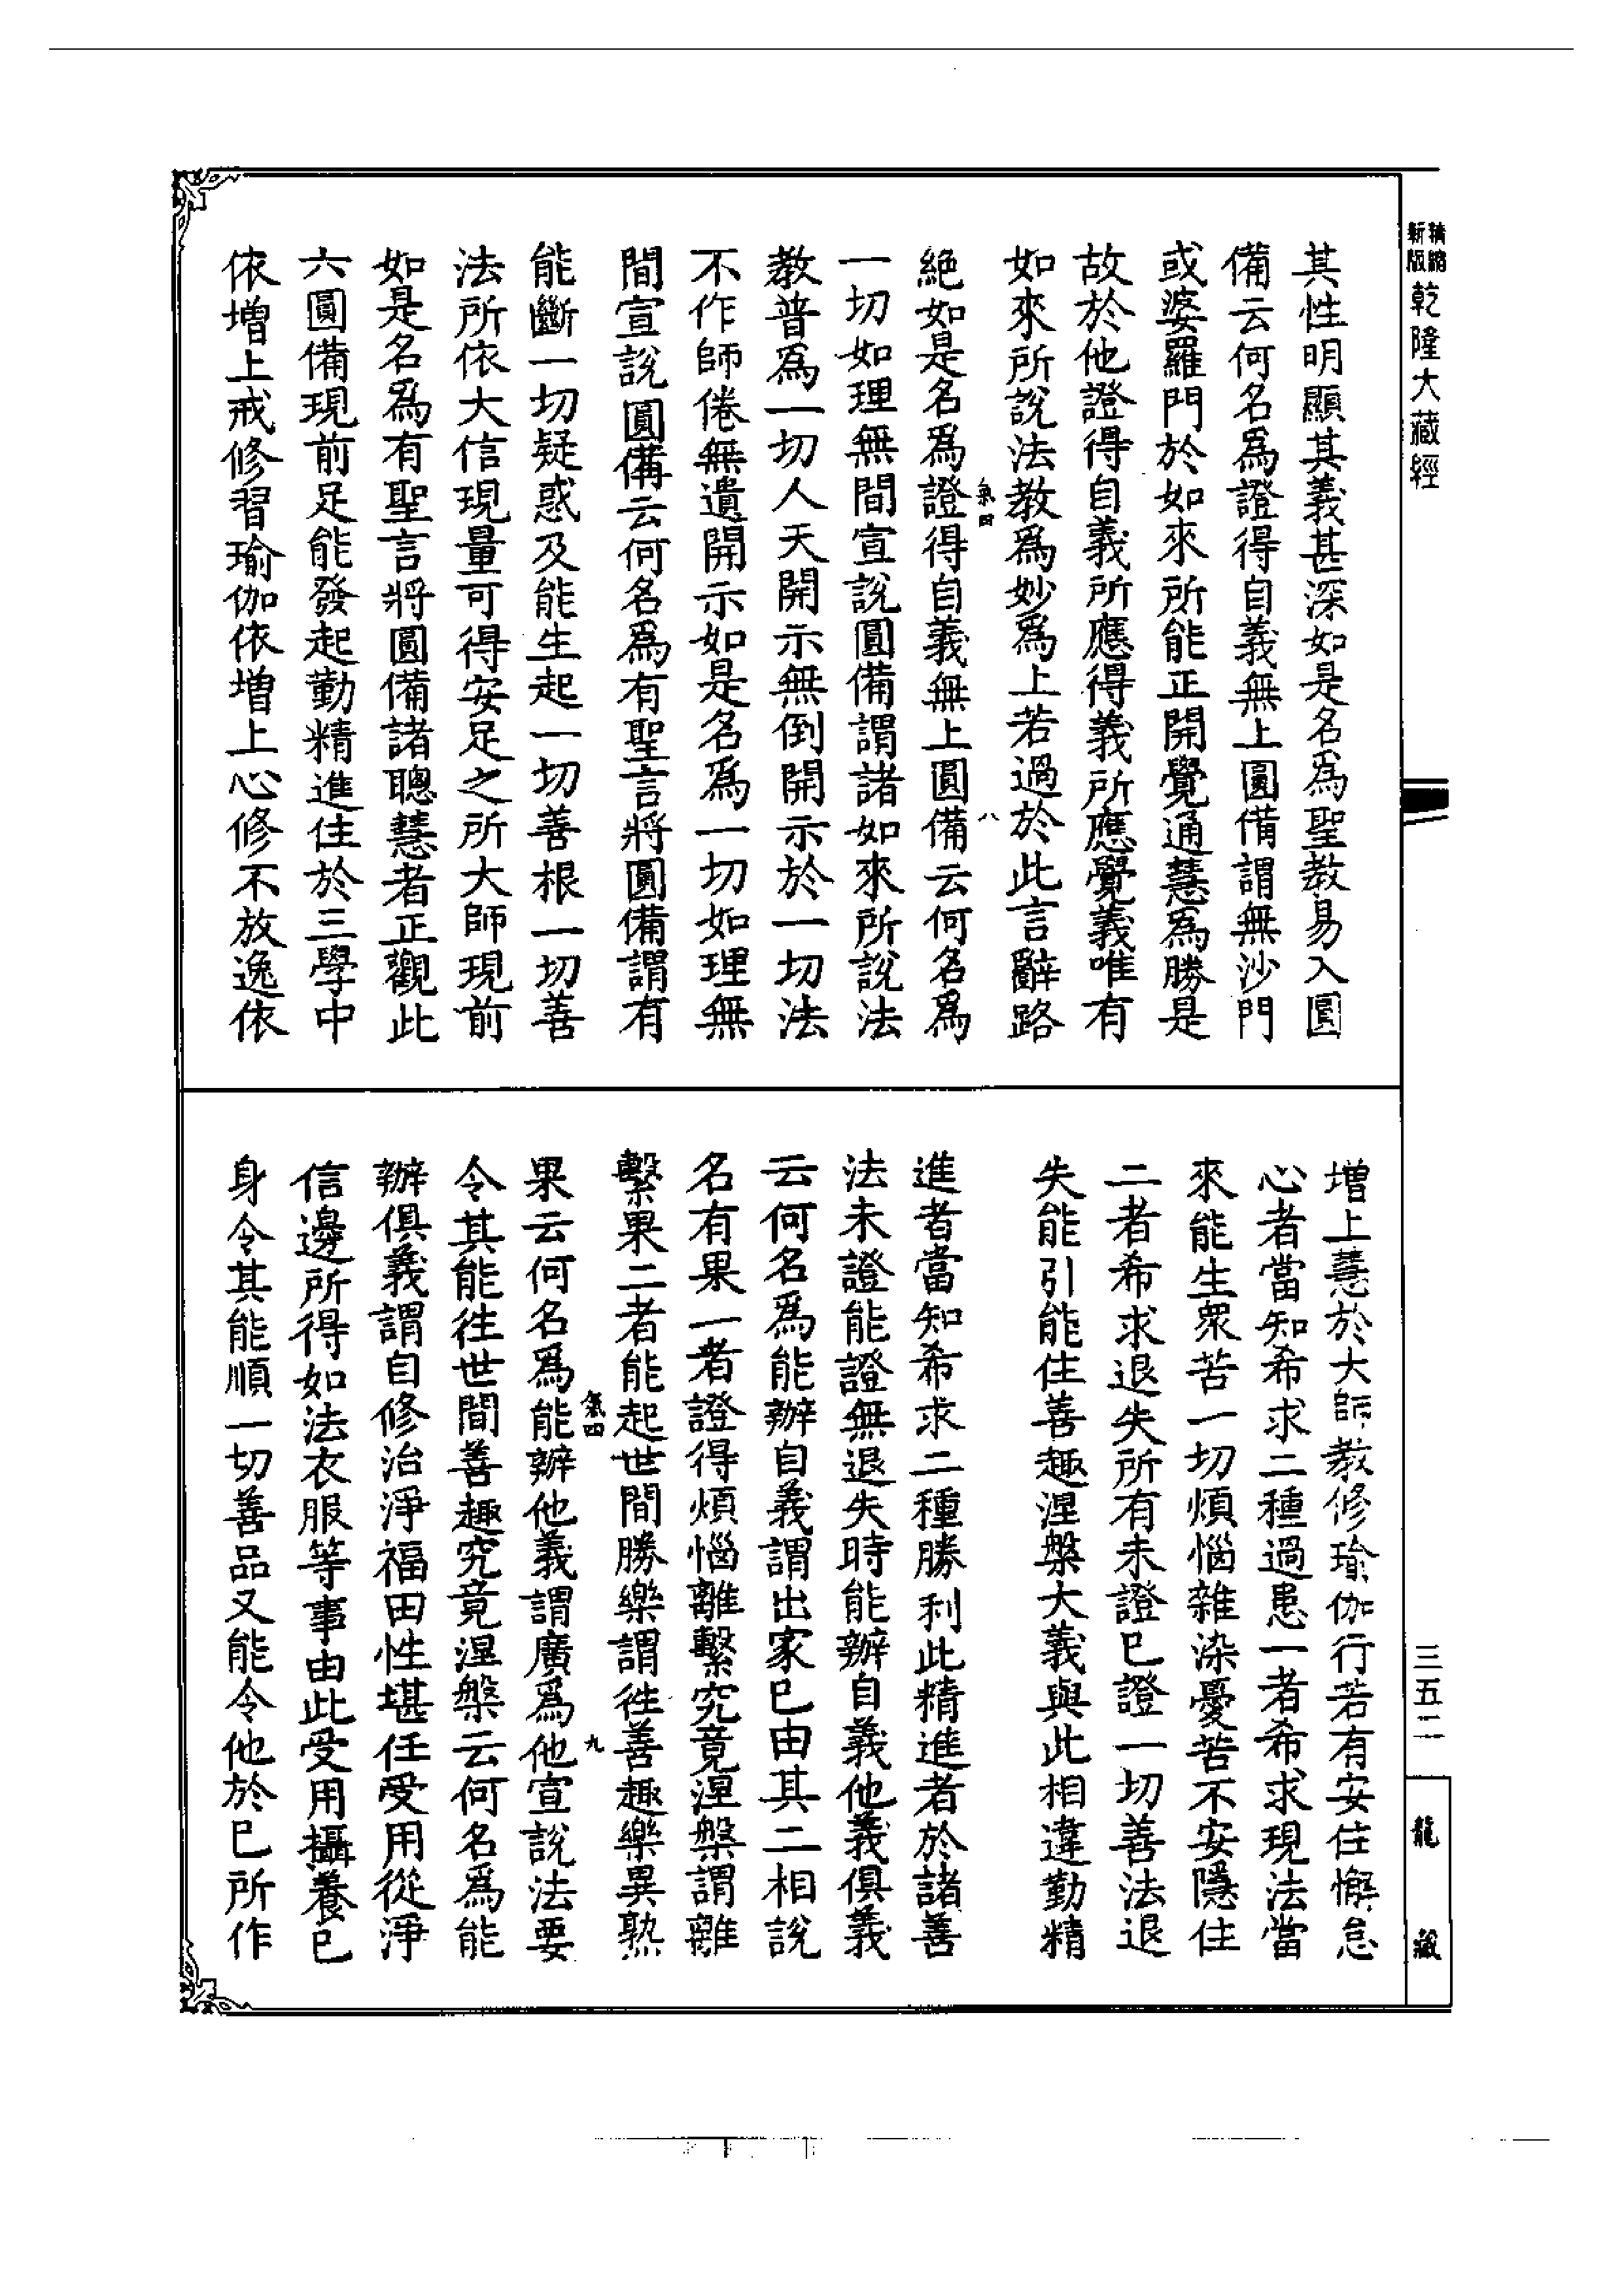 精縮
新版
乾隆大藏經
其性明顯其義甚深如是名為聖教易入圓
備云何名為證得自義無上圓備謂無沙門
或婆羅門於如來所能正開覺通慧為勝是
故於他證得自義所應得義所應覺義唯有
如來所說法教為妙為上若過於此言辭路
絕如是名為證得自義無上圓備云何名為
一切如理無間宣說圓備謂諸如來所說法
教普為一切人天開示無倒開示於一切法
不作師倦無遺開示如是名為一切如理無
間宣說圓備云何名為有聖言將圓備謂有
能斷一切疑惑及能生起一切善根一切善
法所依大信現量可得安足之所大師現前
如是名為有聖言將圓備諸聰慧者正觀此
六圓備現前足能發起勤精進住於三學中
依增上戒修習瑜伽依增上心修不放逸依
氣四
八
增上慧於大師教修瑜伽行若有安住懈怠
心者當知希求二種過患一者希求現法當
來能生眾苦一切煩惱雜染憂苦不安隱住
二者希求退失所有未證已證一切善法退
失能引能住善趣涅槃大義與此相違勤精
進者當知希求二種勝利此精進者於諸善
法未證能證無退失時能辦自義他義俱義
云何名為能辦自義謂出家已由其二相說
名有果一者證得煩惱離繫究竟涅槃謂離
繫果二者能起世間勝樂謂往善趣樂異熟
果云何名為能辦他義謂廣為他宣說法要
令其能往世間善趣究竟涅槃云何名為能
辦俱義謂自修治淨福田性堪任受用從淨
信邊所得如法衣服等事由此受用攝養已
身令其能順一切善品又能令他於已所作
氣四
九
三五二
龍藏